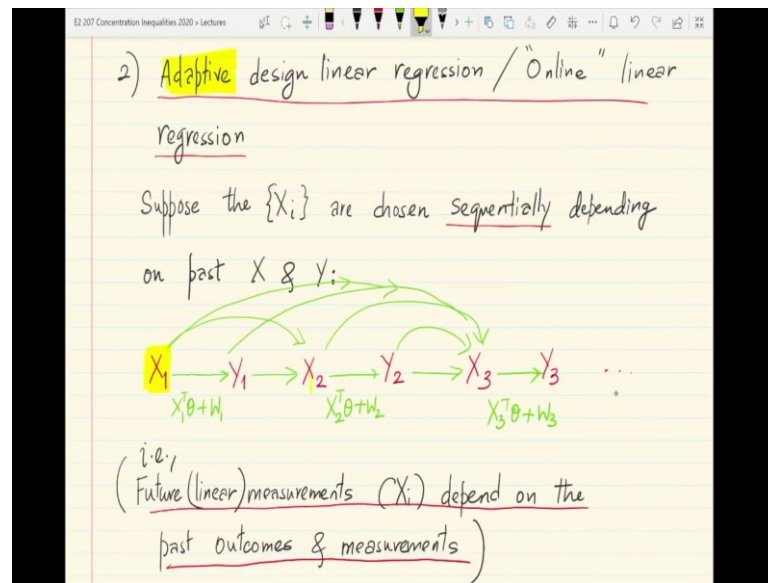 E2 207 Concentration Inequalities 2020 » Lectures
2) Adaptive design linear regression / "Online" linear
regression
Suppose the {Xᵢ} are chosen sequentially depending
on past X & Y:
X₁ → Y₁ → X₂ → Y₂ → X₃ → Y₃ ...
X₁ᵀθ+W₁ X₂ᵀθ+W₂ X₃ᵀθ+W₃
i.e.,
(Future (linear) measurements (Xᵢ) depend on the
past outcomes & measurements)